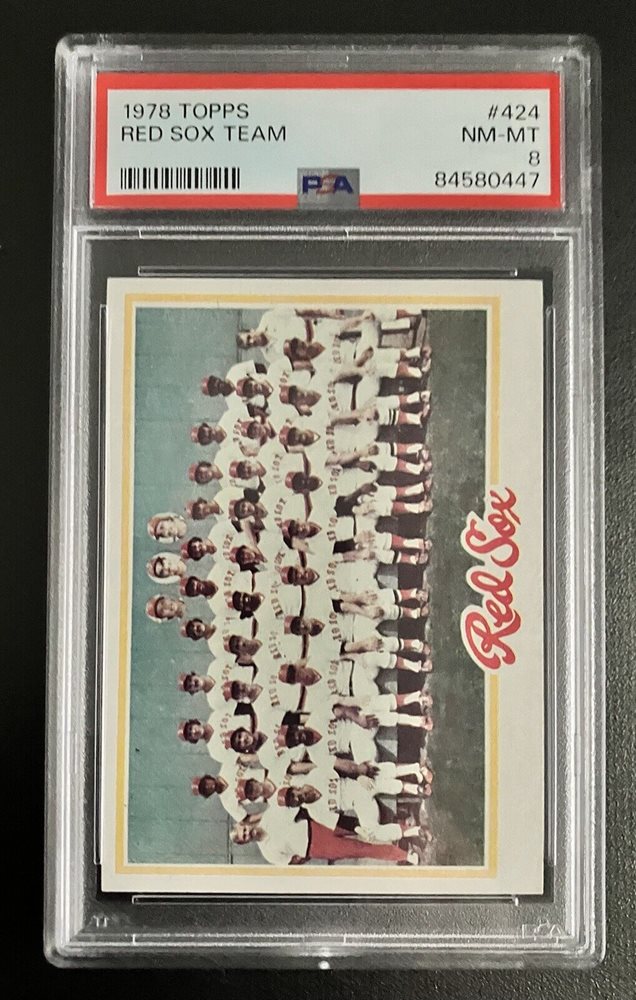 1978 TOPPS #424
RED SOX TEAM NM-MT
8
PSA 84580447
Red Sox